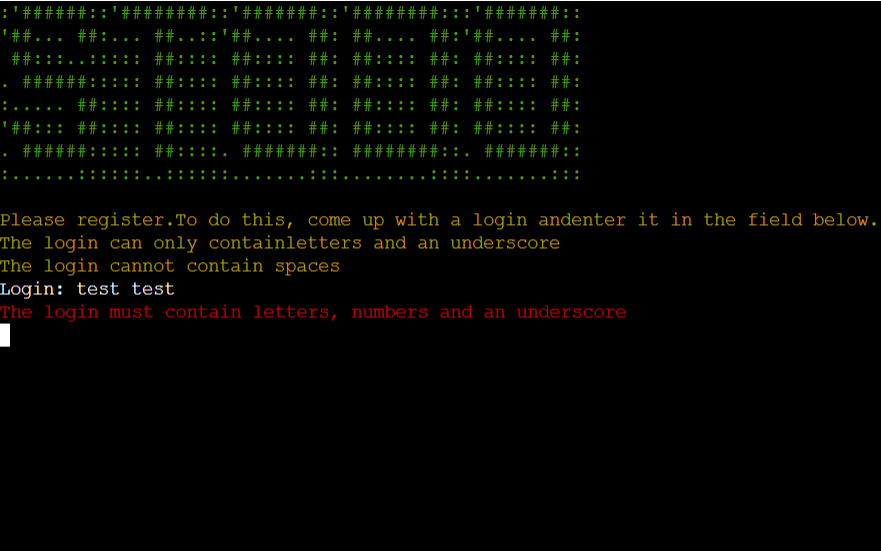 :'######::'########::'#######::'########:::'#######::
'##... ##:... ##..::'##.... ##: ##.... ##:'##.... ##:
 ##:::..::::: ##:::: ##:::: ##: ##:::: ##: ##:::: ##:
. ######::::: ##:::: ##:::: ##: ##:::: ##: ##:::: ##:
:..... ##:::: ##:::: ##:::: ##: ##:::: ##: ##:::: ##:
'##::: ##:::: ##:::: ##:::: ##: ##:::: ##: ##:::: ##:
. ######::::: ##::::. #######:: ########::. #######::
:......::::::..::::::.......:::........::::.......:::
Please register.To do this, come up with a login andenter it in the field below.
The login can only containletters and an underscore
The login cannot contain spaces
Login: test test
The login must contain letters, numbers and an underscore